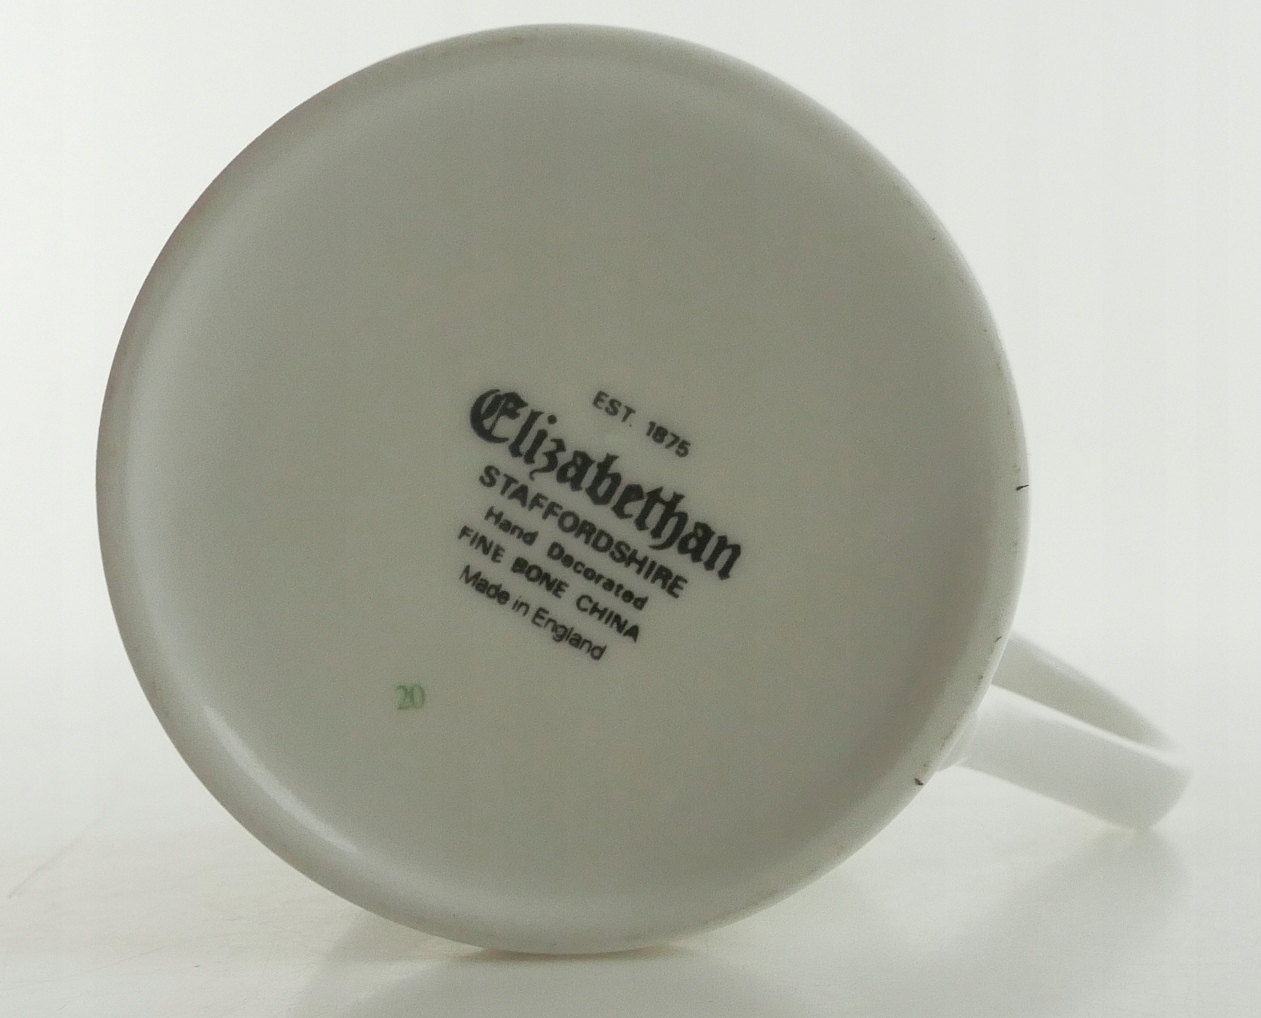 EST. 1875
Elizabethan
STAFFORDSHIRE
Hand Decorated
FINE BONE CHINA
Made in England
20